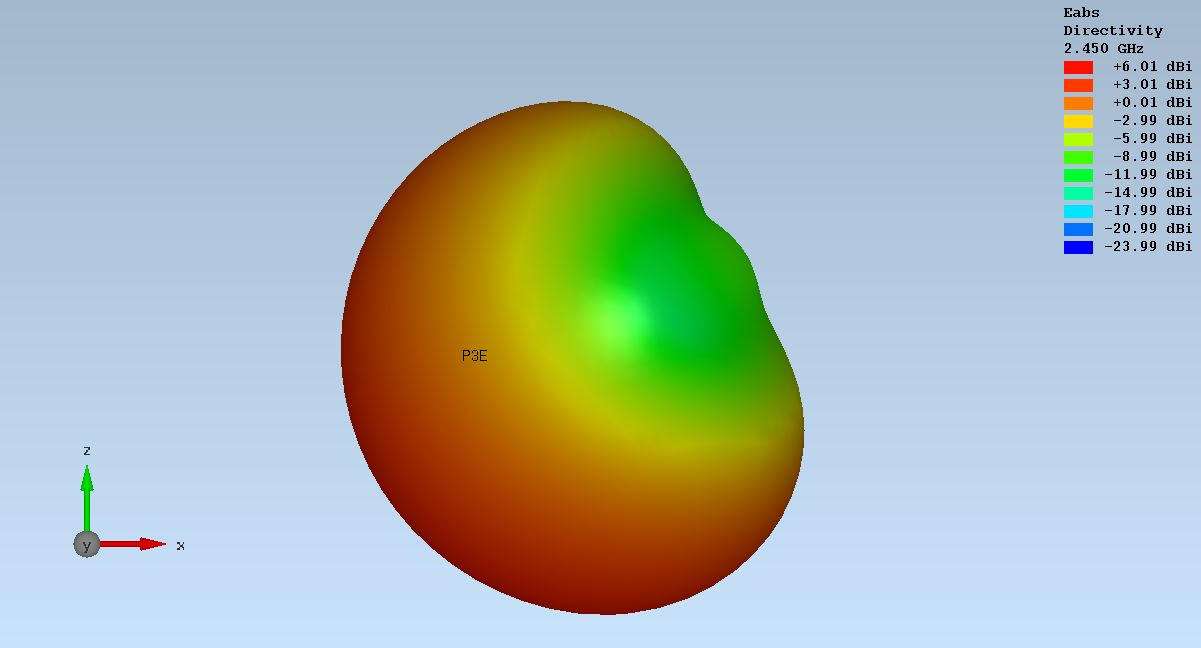 Eabs
Directivity
2.450 GHz
+6.01 dBi
+3.01 dBi
+0.01 dBi
-2.99 dBi
-5.99 dBi
-8.99 dBi
-11.99 dBi
-14.99 dBi
-17.99 dBi
-20.99 dBi
-23.99 dBi
P3E
z
y
x